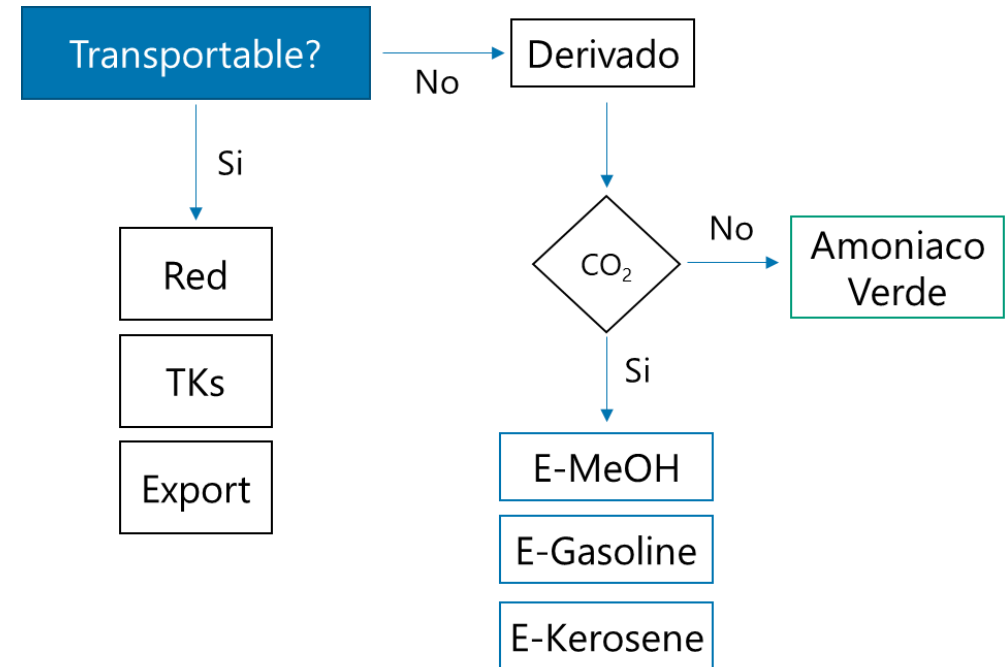 Transportable?
No
Derivado
Si
Red
TKs
Export
CO₂
No
Amoniaco
Verde
Si
E-MeOH
E-Gasoline
E-Kerosene